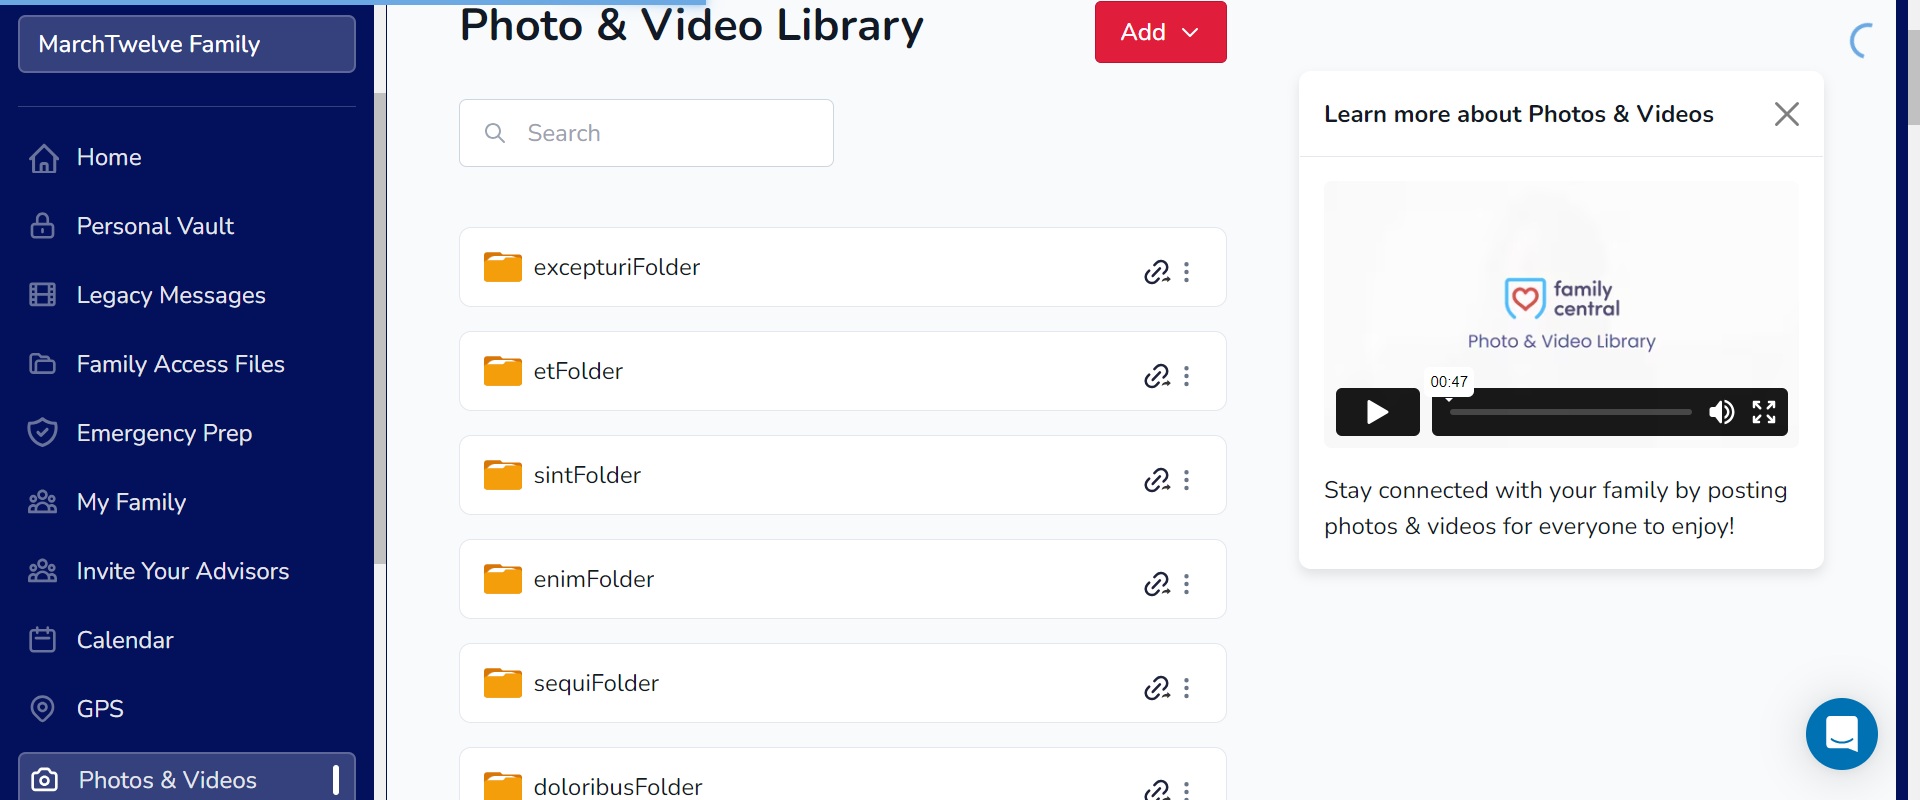 MarchTwelve Family
Home
Personal Vault
Legacy Messages
Family Access Files
Emergency Prep
My Family
Invite Your Advisors
Calendar
GPS
Photos & Videos
Photo & Video Library
Add
Search
excepturiFolder
etFolder
sintFolder
enimFolder
sequiFolder
doloribusFolder
Learn more about Photos & Videos
family
central
Photo & Video Library
00:47
Stay connected with your family by posting
photos & videos for everyone to enjoy!